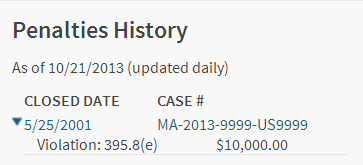 Penalties History
As of 10/21/2013 (updated daily)
CLOSED DATE CASE #
5/25/2001 MA-2013-9999-US9999
Violation: 395.8(e) $10,000.00